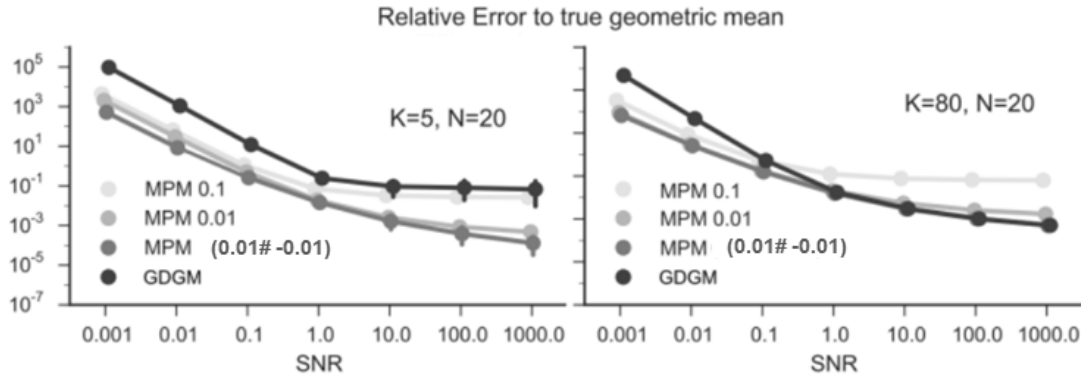 Relative Error to true geometric mean
10^5
10^3
10^1
10^-1
10^-3
10^-5
10^-7
K=5, N=20
MPM 0.1
MPM 0.01
MPM (0.01# -0.01)
GDGM
0.001 0.01 0.1 1.0 10.0 100.0 1000.0
SNR
K=80, N=20
MPM 0.1
MPM 0.01
MPM (0.01# -0.01)
GDGM
0.001 0.01 0.1 1.0 10.0 100.0 1000.0
SNR